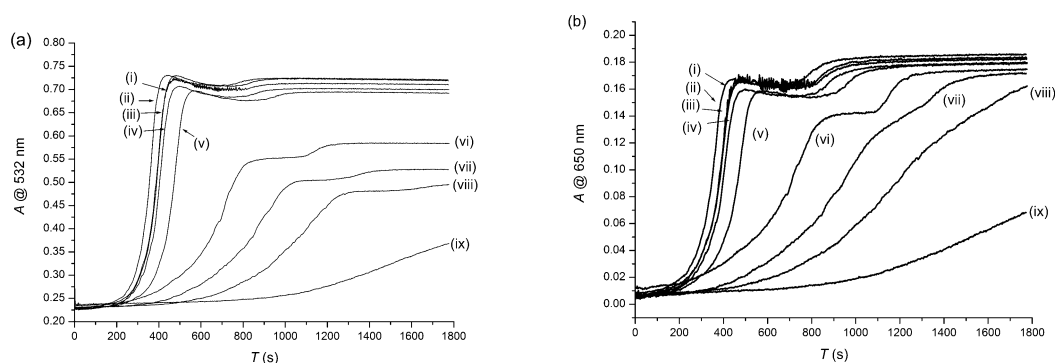 (a)
A @ 532 nm
0.80
0.75
0.70
0.65
0.60
0.55
0.50
0.45
0.40
0.35
0.30
0.25
0.20
(i)
(ii)
(iii)
(iv)
(v)
(vi)
(vii)
(viii)
(ix)
0 200 400 600 800 1000 1200 1400 1600 1800
T (s)
(b)
A @ 650 nm
0.20
0.18
0.16
0.14
0.12
0.10
0.08
0.06
0.04
0.02
0.00
(i)
(ii)
(iii)
(iv)
(v)
(vi)
(vii)
(viii)
(ix)
0 200 400 600 800 1000 1200 1400 1600 1800
T (s)